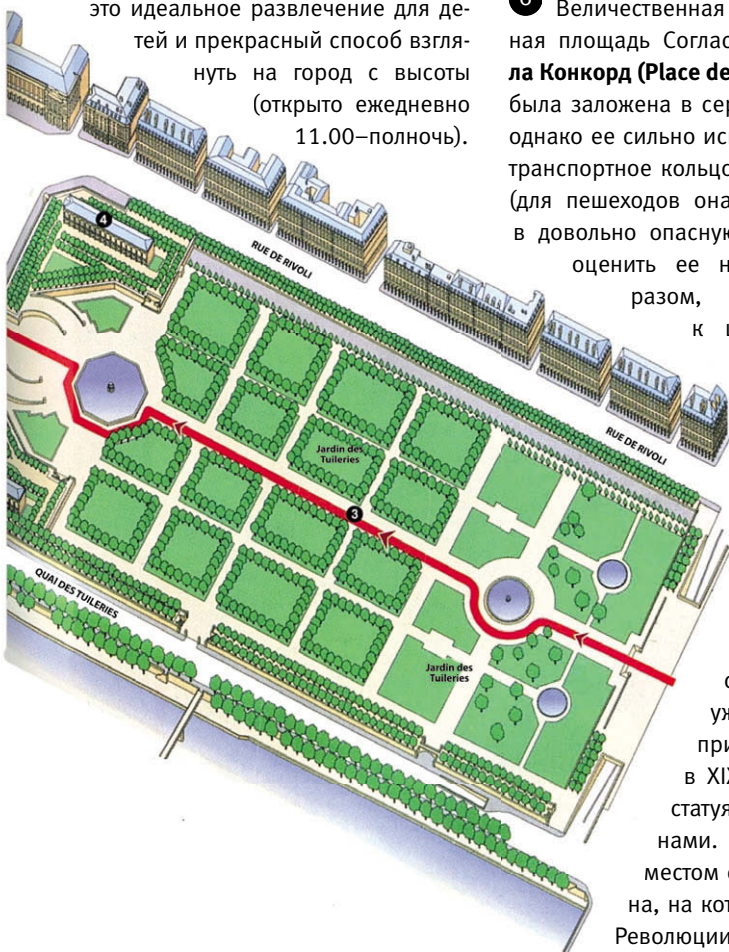 это идеальное развлечение для де-
тей и прекрасный способ взгля-
нуть на город с высоты
(открыто ежедневно
11.00–полночь).
Величественная
ная площадь Соглас
ла Конкорд (Place de
была заложена в сер
однако ее сильно ис
транспортное кольцо
(для пешеходов она
в довольно опасную
оценить ее н
разом,
к
4
RUE DE RIVOLI
RUE DE RIVOLI
Jardin des
Tuileries
3
QUAI DES TUILERIES
Jardin des
Tuileries
уж
при
в XIX
статуя
нами.
местом
на, на кот
Революции